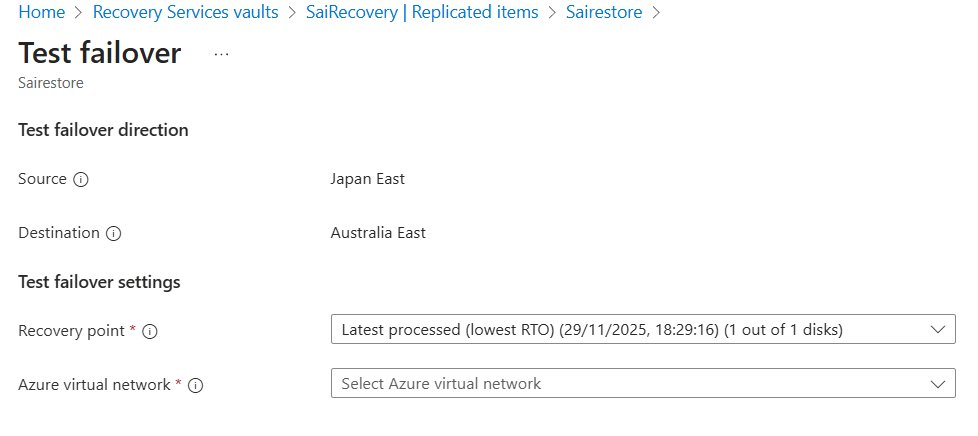 Home > Recovery Services vaults > SaiRecovery | Replicated items > Sairestore >
Test failover ...
Sairestore
Test failover direction
Source
Japan East
Destination
Australia East
Test failover settings
Recovery point *
Latest processed (lowest RTO) (29/11/2025, 18:29:16) (1 out of 1 disks)
Azure virtual network *
Select Azure virtual network